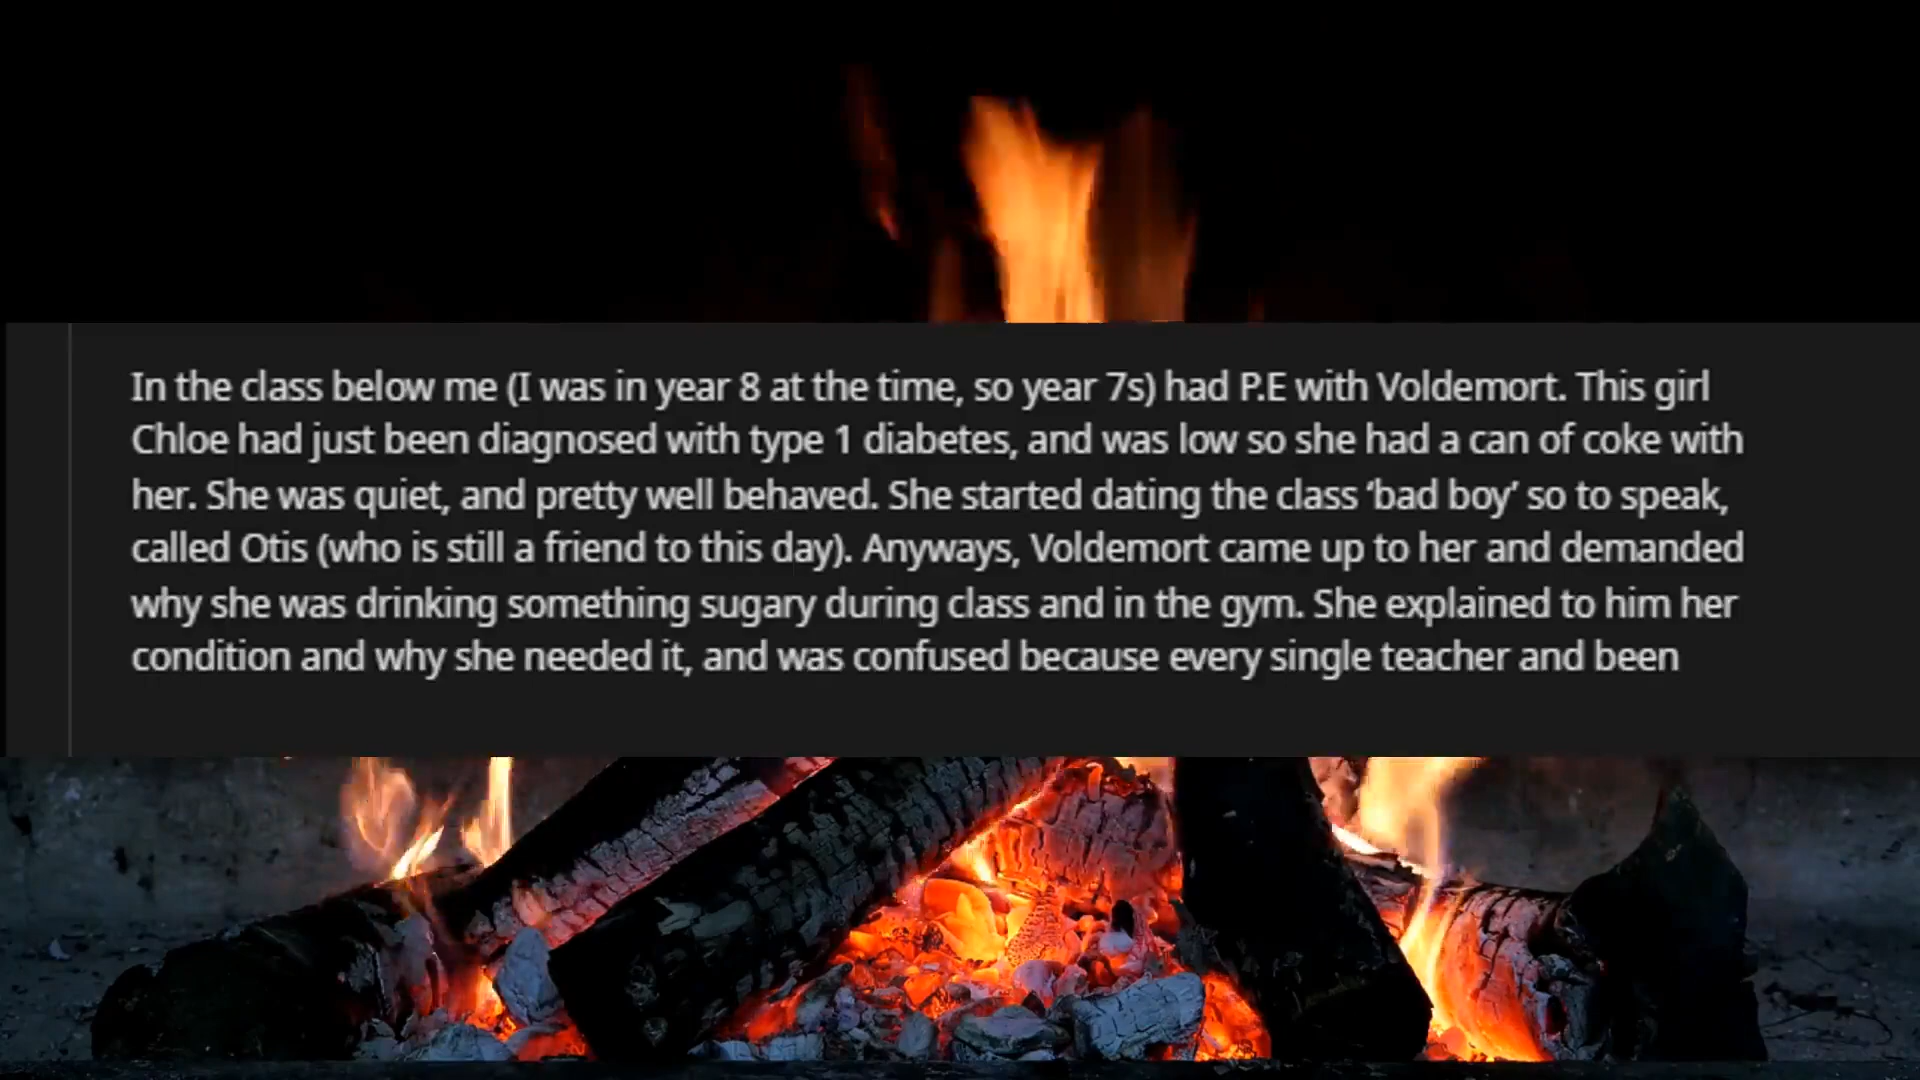 In the class below me (I was in year 8 at the time, so year 7s) had P.E with Voldemort. This girl
Chloe had just been diagnosed with type 1 diabetes, and was low so she had a can of coke with
her. She was quiet, and pretty well behaved. She started dating the class ‘bad boy’ so to speak,
called Otis (who is still a friend to this day). Anyways, Voldemort came up to her and demanded
why she was drinking something sugary during class and in the gym. She explained to him her
condition and why she needed it, and was confused because every single teacher and been